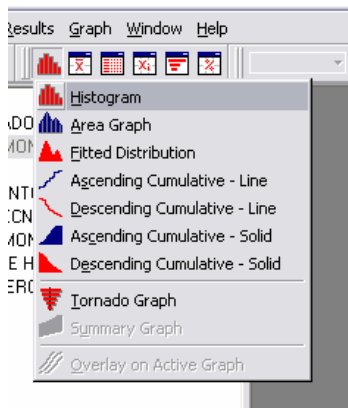 Results Graph Window Help
Histogram
Area Graph
Fitted Distribution
Ascending Cumulative - Line
Descending Cumulative - Line
Ascending Cumulative - Solid
Descending Cumulative - Solid
Tornado Graph
Summary Graph
Overlay on Active Graph